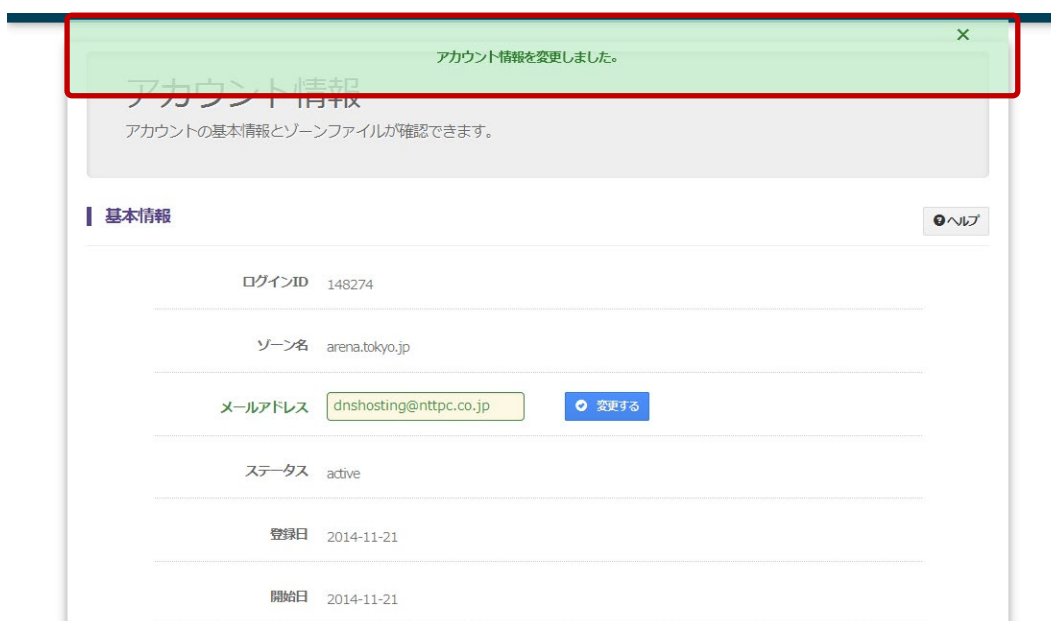 アカウント情報を変更しました。
×
アカウント情報
アカウントの基本情報とゾーンファイルが確認できます。
基本情報
ヘルプ
ログインID 148274
ゾーン名 arena.tokyo.jp
メールアドレス dnshosting@nttpc.co.jp 変更する
ステータス active
登録日 2014-11-21
開始日 2014-11-21